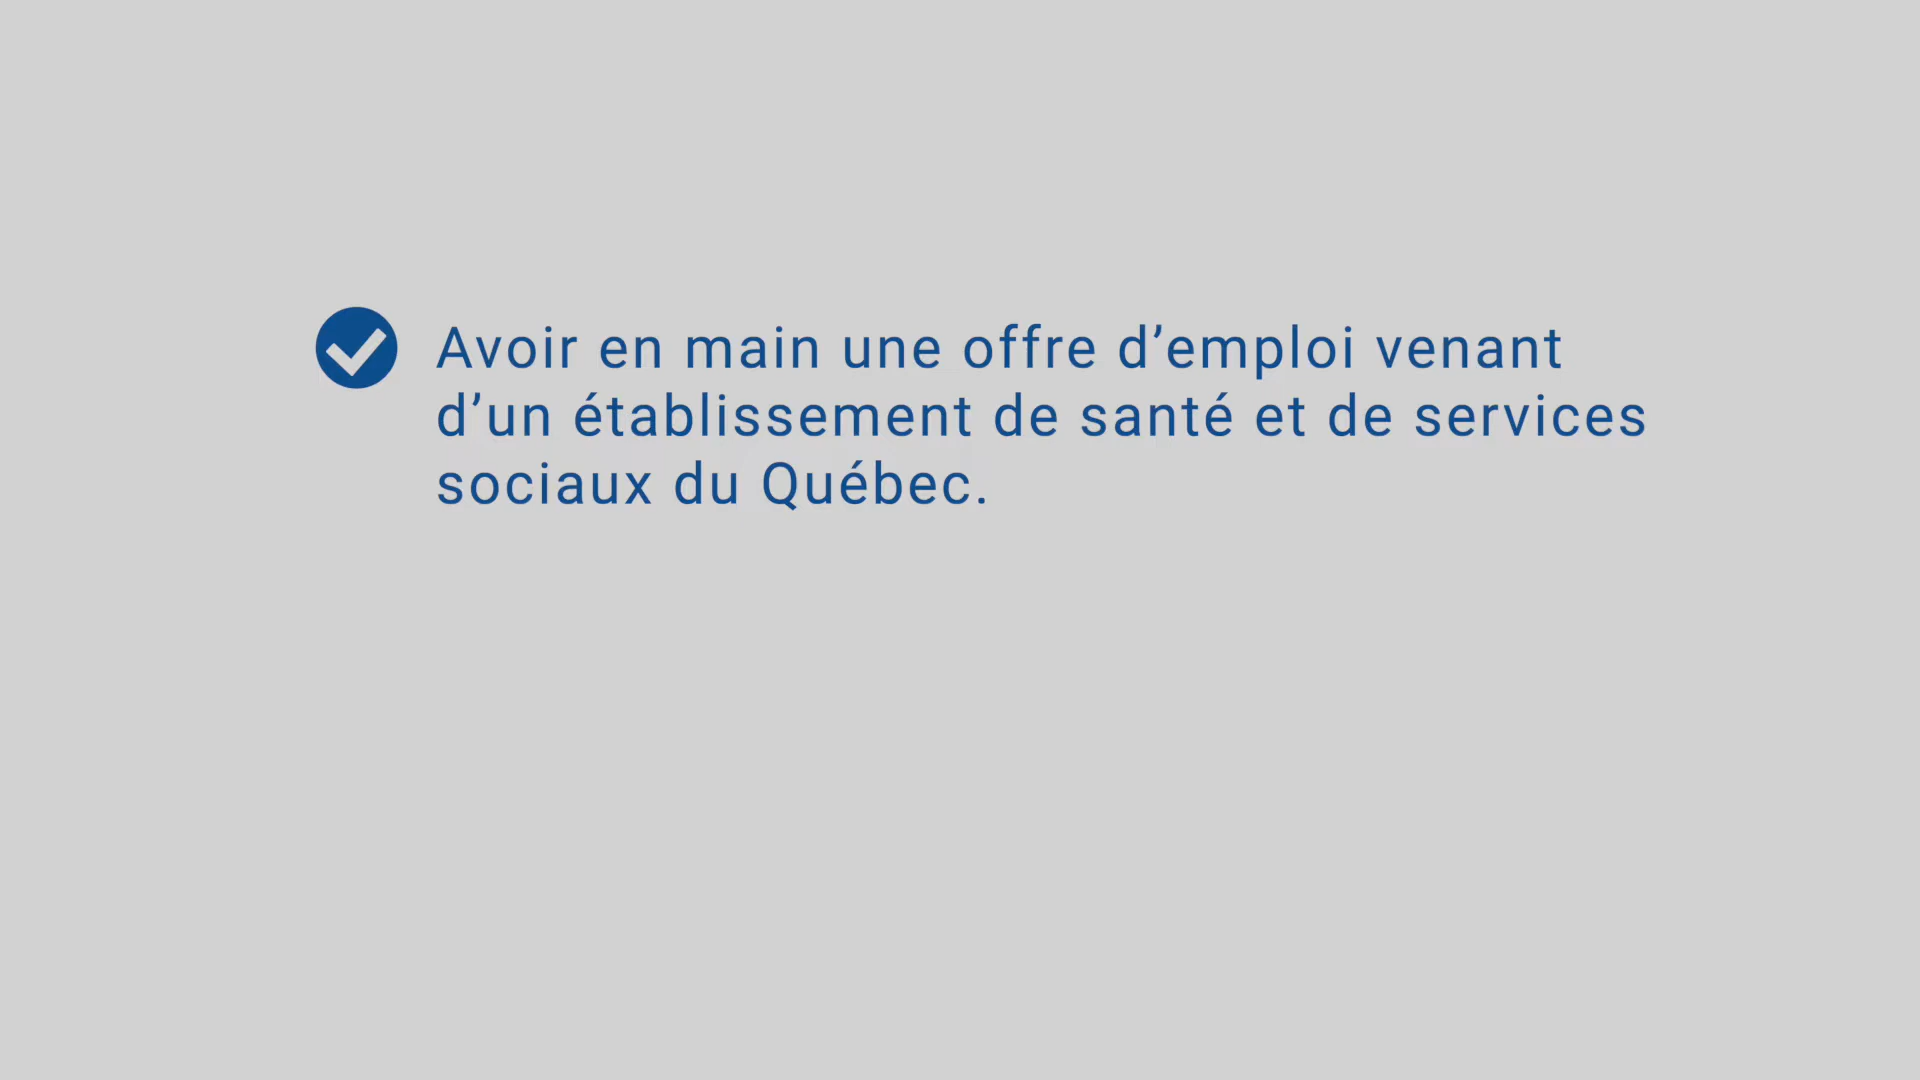 Avoir en main une offre d’emploi venant
d’un établissement de santé et de services
sociaux du Québec.